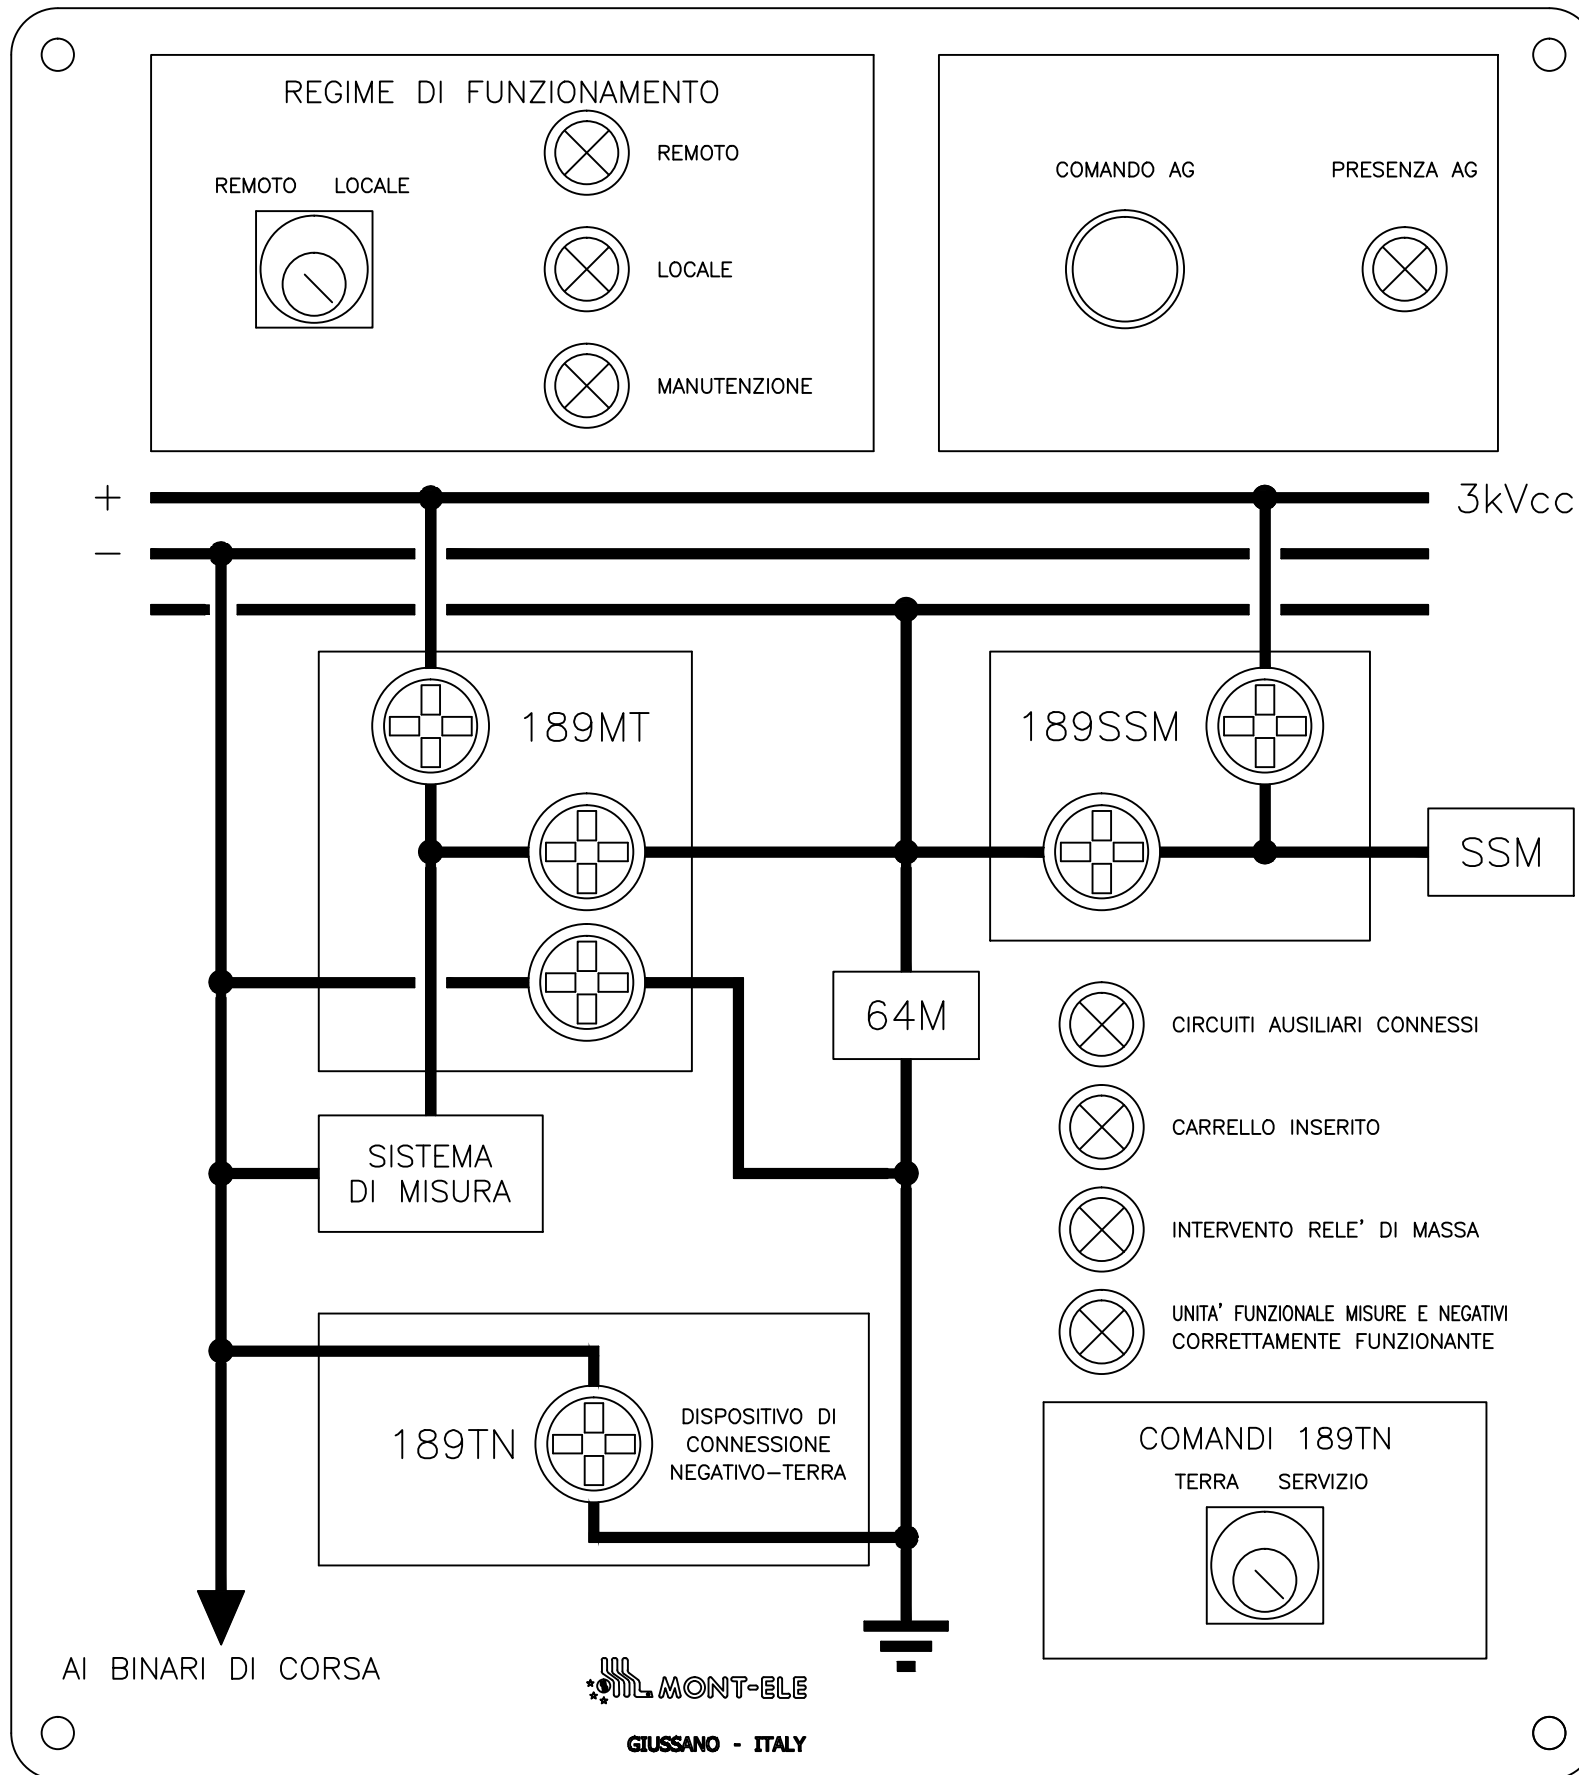 REGIME DI FUNZIONAMENTO
REMOTO
REMOTO LOCALE
LOCALE
MANUTENZIONE
COMANDO AG
PRESENZA AG
+
3kVcc
−
189MT
189SSM
SSM
64M
CIRCUITI AUSILIARI CONNESSI
CARRELLO INSERITO
INTERVENTO RELE' DI MASSA
UNITA' FUNZIONALE MISURE E NEGATIVI
CORRETTAMENTE FUNZIONANTE
SISTEMA
DI MISURA
189TN
DISPOSITIVO DI
CONNESSIONE
NEGATIVO-TERRA
COMANDI 189TN
TERRA SERVIZIO
AI BINARI DI CORSA
MONT-ELE
GIUSSANO - ITALY